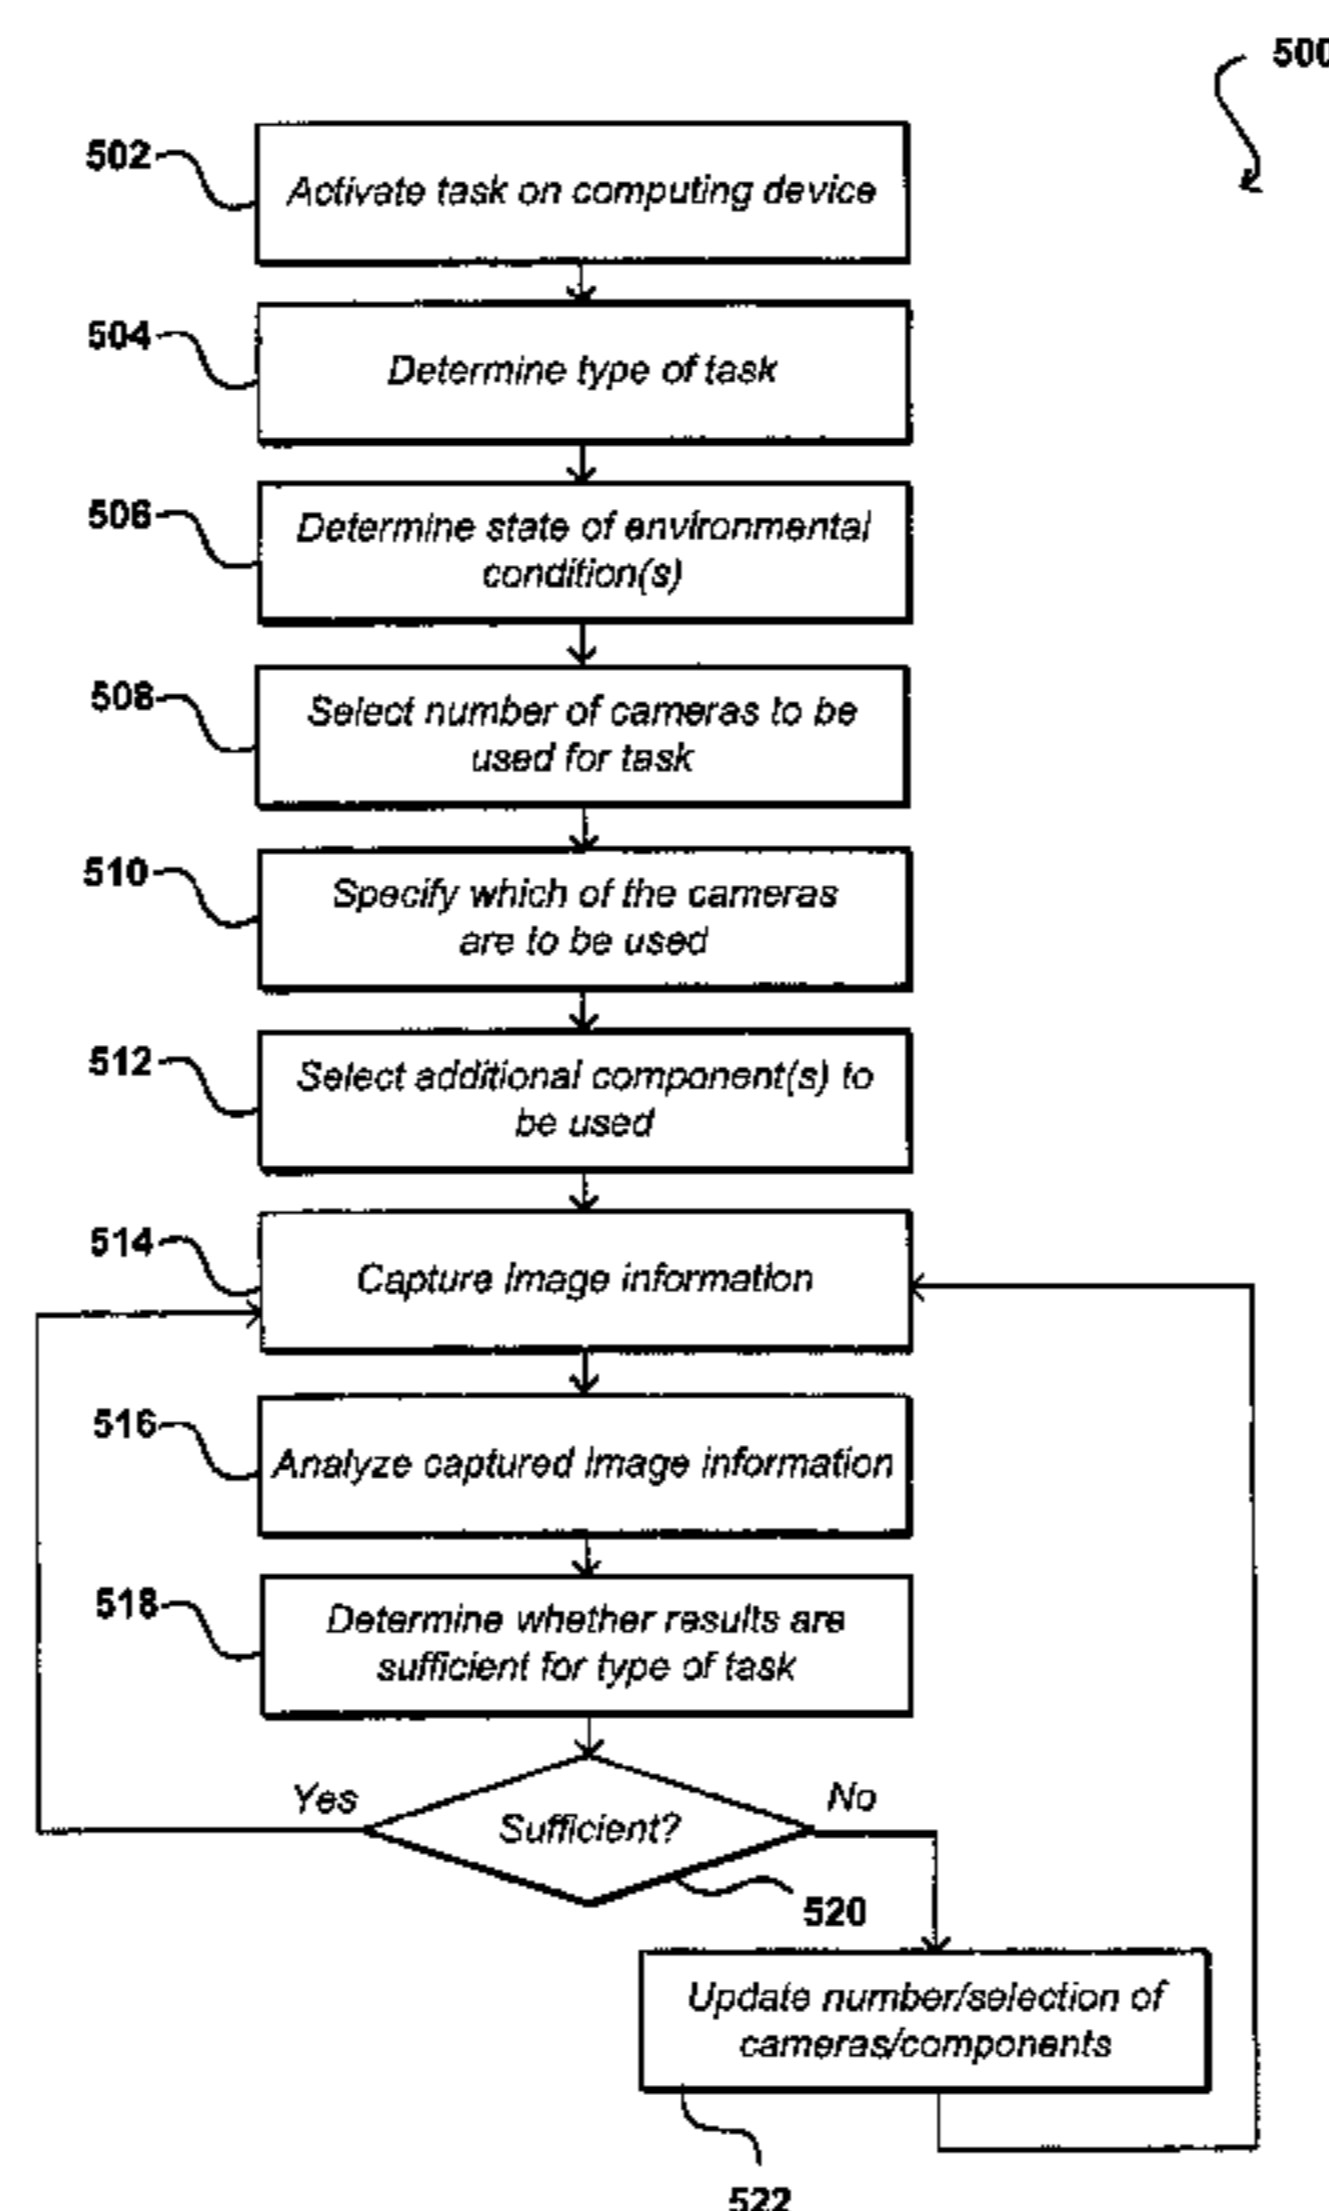 500
502
Activate task on computing device
504
Determine type of task
506
Determine state of environmental
condition(s)
508
Select number of cameras to be
used for task
510
Specify which of the cameras
are to be used
512
Select additional component(s) to
be used
514
Capture image information
516
Analyze captured image information
518
Determine whether results are
sufficient for type of task
Yes
Sufficient?
No
520
Update number/selection of
cameras/components
522